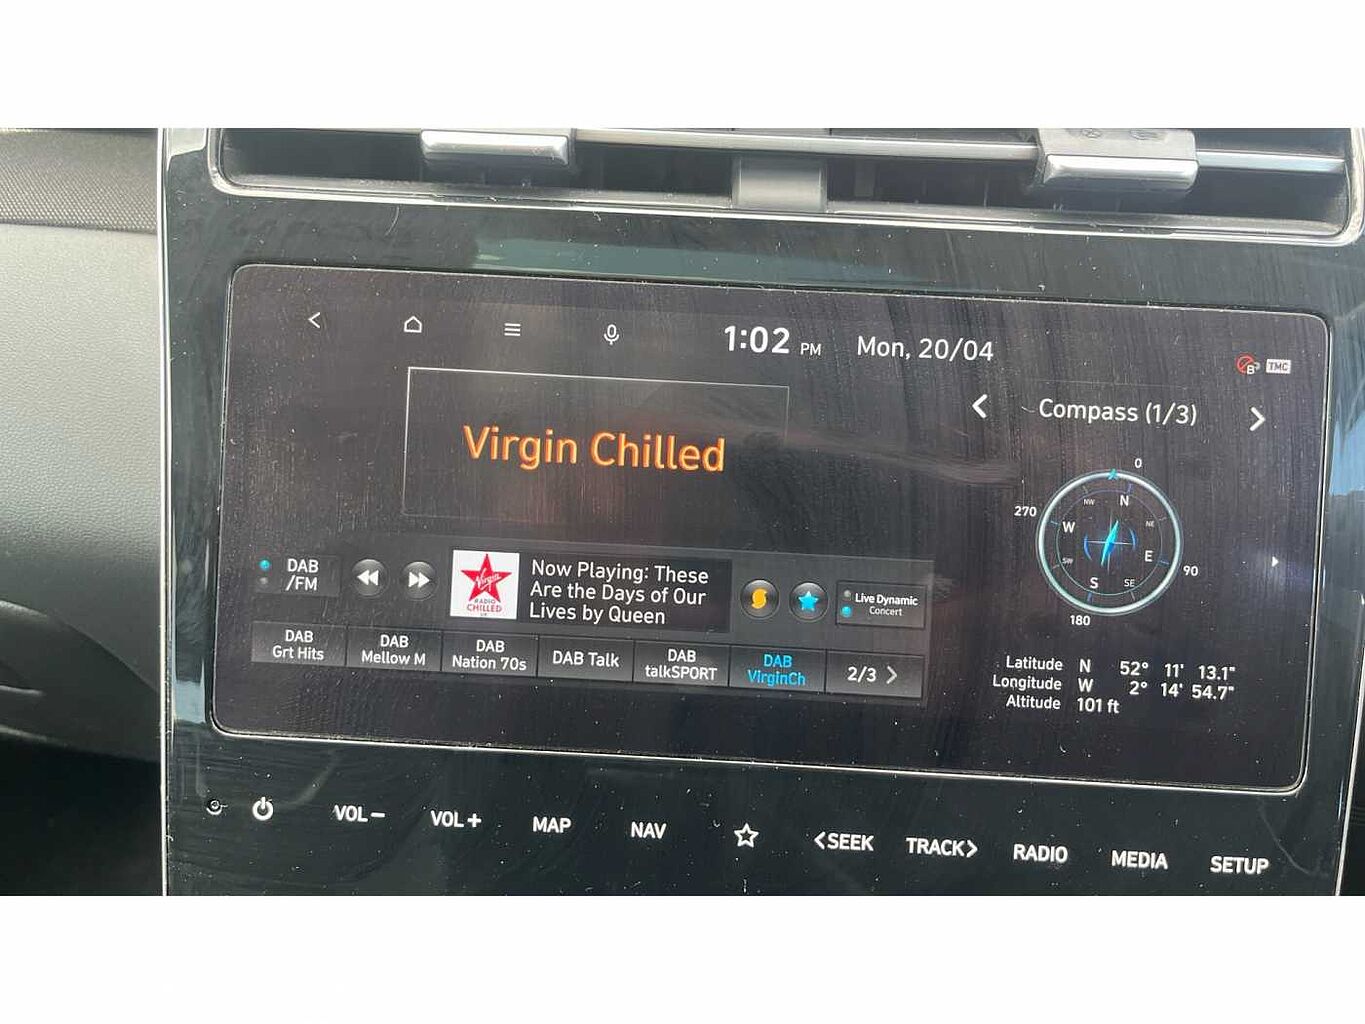 1:02 PM Mon, 20/04
B TMC
Virgin Chilled
Compass (1/3)
0
N
NW
NE
270
W
E
90
SW
SE
S
180
DAB
/FM
Virgin
RADIO
CHILLED
UK
Now Playing: These
Are the Days of Our
Lives by Queen
Live Dynamic
Concert
DAB
Grt Hits
DAB
Mellow M
DAB
Nation 70s
DAB Talk
DAB
talkSPORT
DAB
VirginCh
2/3 >
Latitude N 52° 11' 13.1"
Longitude W 2° 14' 54.7"
Altitude 101 ft
VOL− VOL+ MAP NAV <SEEK TRACK> RADIO MEDIA SETUP